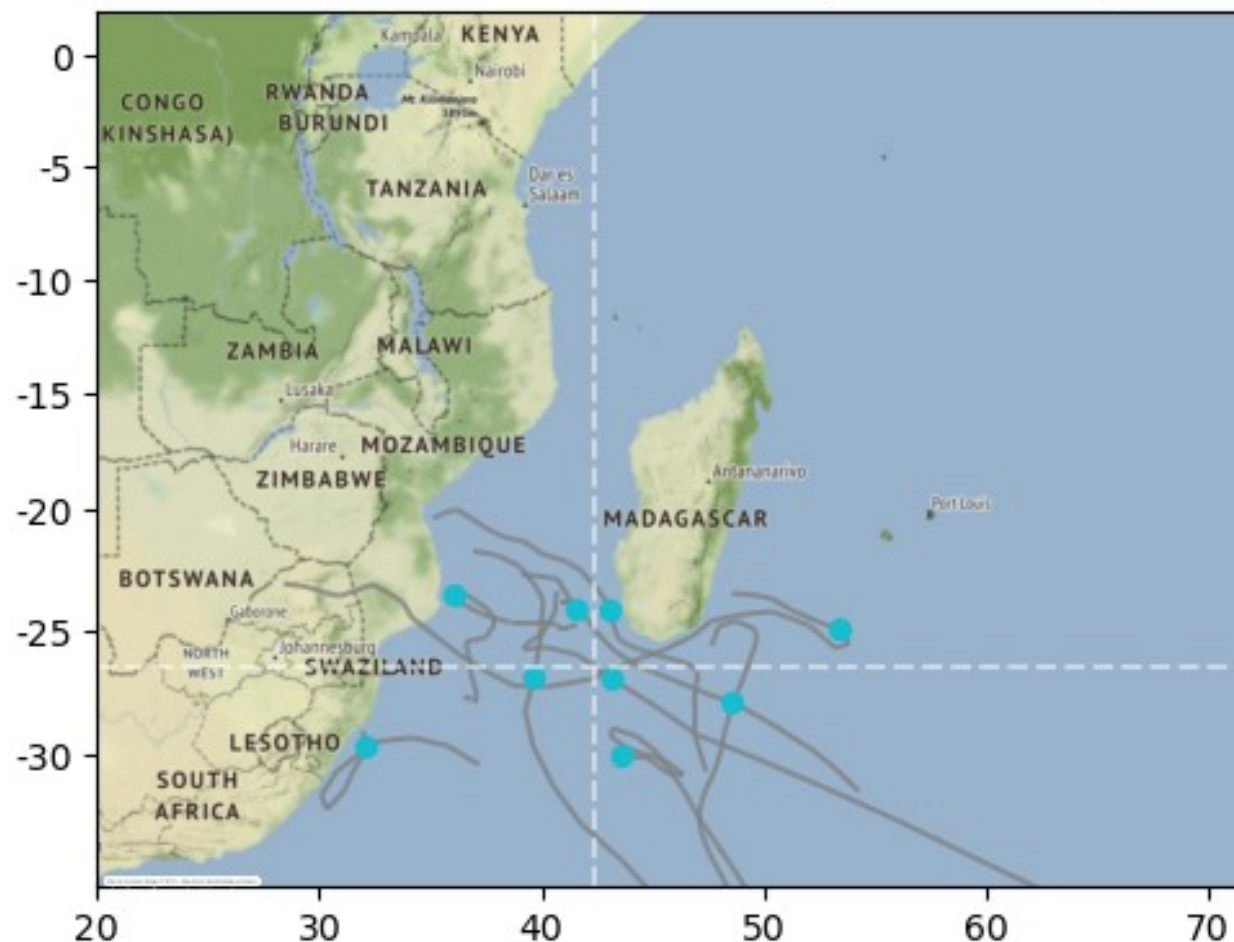 Kampala
KENYA
0
Nairobi
RWANDA
CONGO
KINSHASA)
BURUNDI
-5
Dar es
Salaam
TANZANIA
-10
ZAMBIA
MALAWI
-15
Lusaka
Harare
MOZAMBIQUE
ZIMBABWE
Antananarivo
-20
MADAGASCAR
Port Louis
BOTSWANA
Gaborone
-25
Johannesburg
NORTH
WEST
SWAZILAND
-30
LESOTHO
SOUTH
AFRICA
20
30
40
50
60
70